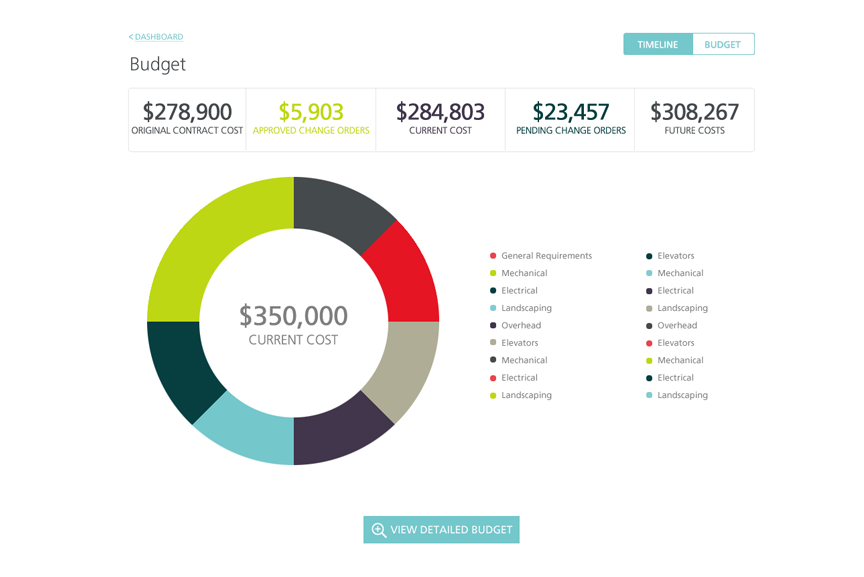 < DASHBOARD
TIMELINE BUDGET
Budget
$278,900 $5,903 $284,803 $23,457 $308,267
ORIGINAL CONTRACT COST APPROVED CHANGE ORDERS CURRENT COST PENDING CHANGE ORDERS FUTURE COSTS
$350,000
CURRENT COST
General Requirements
Mechanical
Electrical
Landscaping
Overhead
Elevators
Mechanical
Electrical
Landscaping
Elevators
Mechanical
Electrical
Landscaping
Overhead
Elevators
Mechanical
Electrical
Landscaping
VIEW DETAILED BUDGET